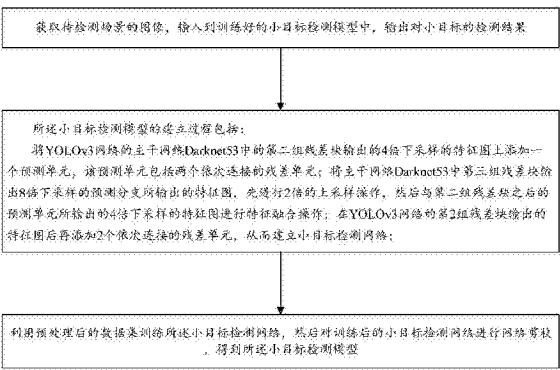 获取待检测场景的图像，输入到训练好的小目标检测模型中，输出对小目标的检测结果
所述小目标检测模型的建立过程包括：
将YOLOv3网络的主干网络Darknet53中的第二组残差块输出的4倍下采样的特征图上添加一
个预测单元，该预测单元包括两个依次连接的残差单元；将主干网络Darknet53中第三组残差块
输出8倍下采样的预测分支所输出的特征图，先进行2倍的上采样操作，然后与第二组残差块之后的
预测单元所输出的4倍下采样的特征图进行特征融合操作；在YOLOv3网络的第2组残差块输出的
特征图后再添加2个依次连接的残差单元，从而建立小目标检测网络；
利用预处理后的数据集训练所述小目标检测网络，然后对训练后的小目标检测网络进行网络剪枝
，得到所述小目标检测模型